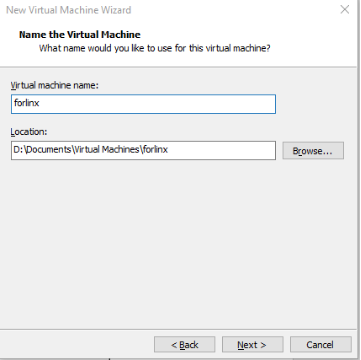 New Virtual Machine Wizard
Name the Virtual Machine
What name would you like to use for this virtual machine?
Virtual machine name:
forlinx
Location:
D:\Documents\Virtual Machines\forlinx
Browse...
< Back
Next >
Cancel